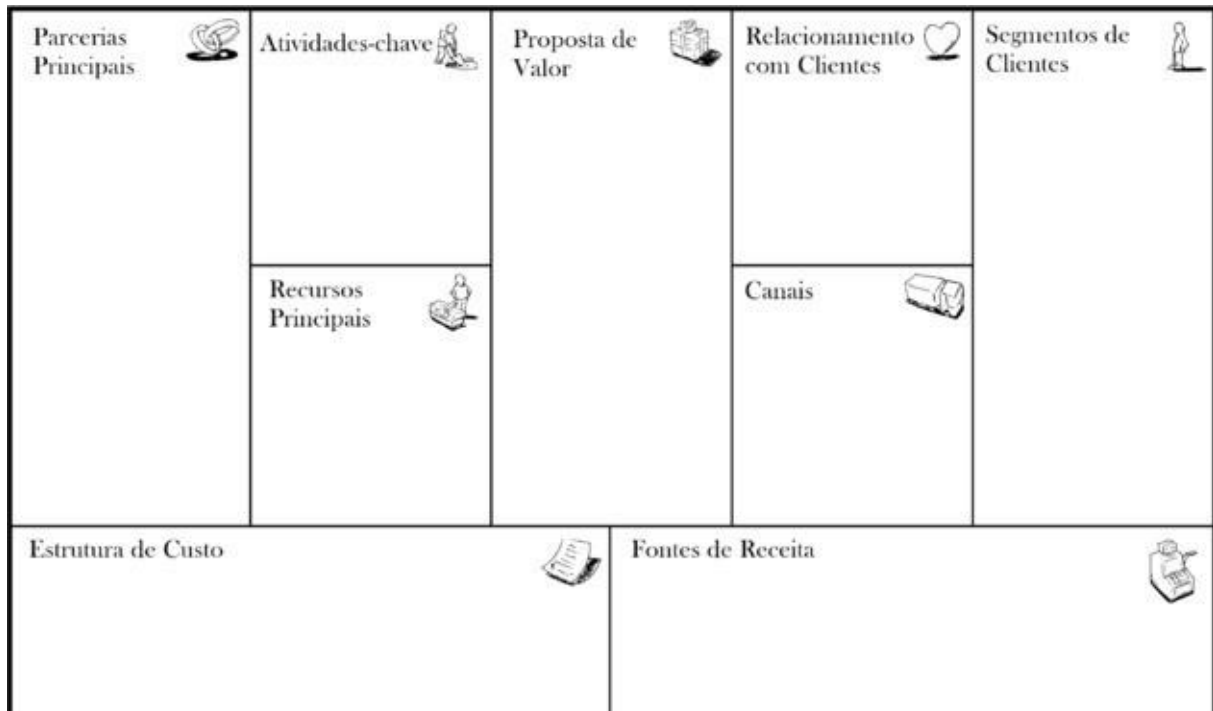 Parcerias
Principais
Atividades-chave
Proposta de
Valor
Relacionamento
com Clientes
Segmentos de
Clientes
Recursos
Principais
Canais
Estrutura de Custo
Fontes de Receita